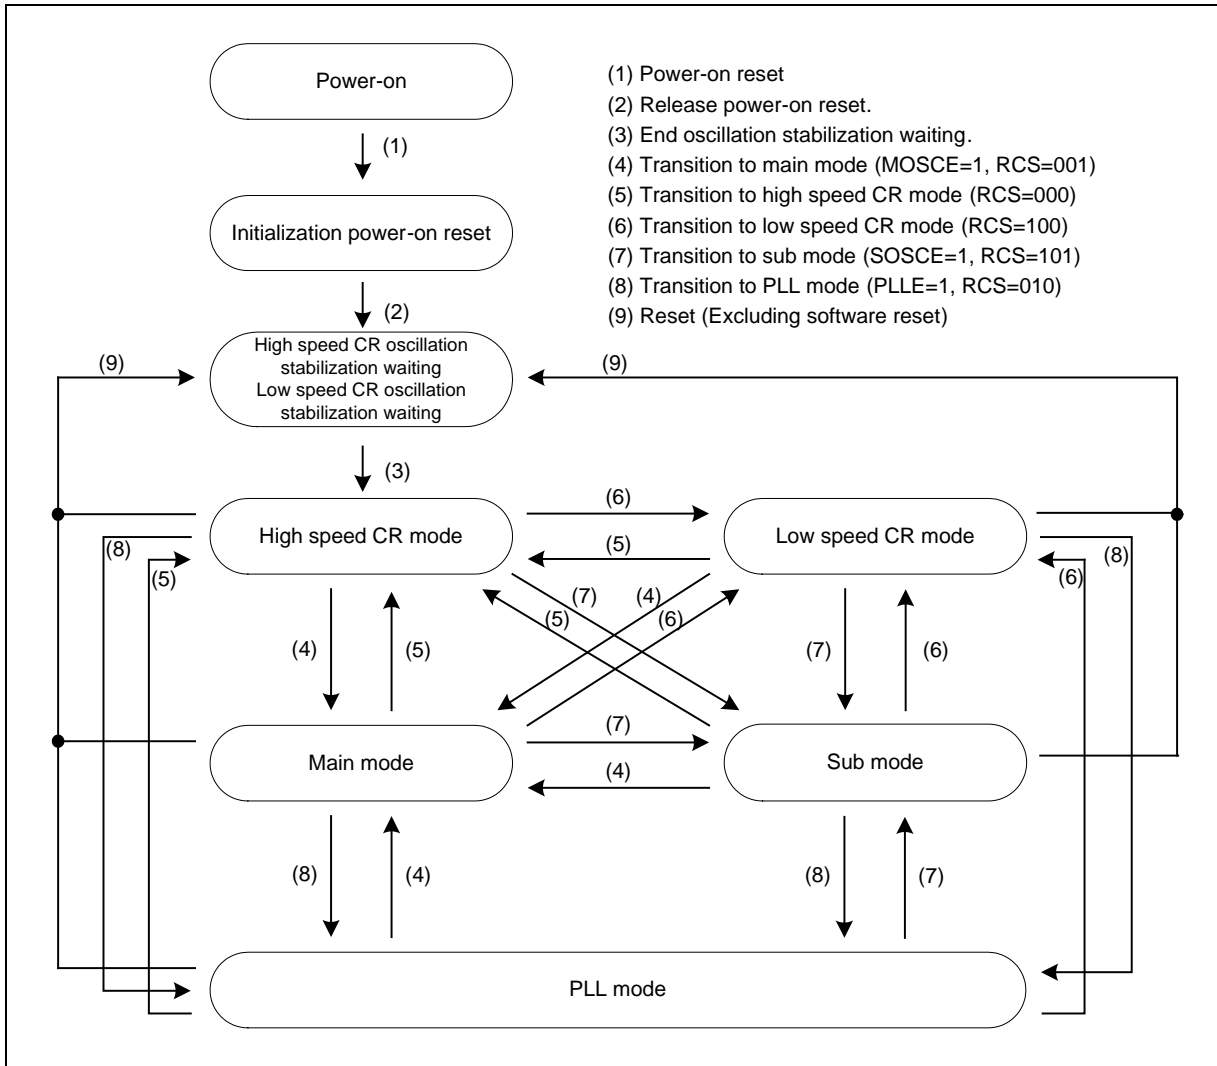 Power-on
(1) Power-on reset
(2) Release power-on reset.
(3) End oscillation stabilization waiting.
(4) Transition to main mode (MOSCE=1, RCS=001)
(5) Transition to high speed CR mode (RCS=000)
(6) Transition to low speed CR mode (RCS=100)
(7) Transition to sub mode (SOSCE=1, RCS=101)
(8) Transition to PLL mode (PLLE=1, RCS=010)
(9) Reset (Excluding software reset)
(1)
Initialization power-on reset
(2)
High speed CR oscillation
stabilization waiting
Low speed CR oscillation
stabilization waiting
(9)
(9)
(3)
High speed CR mode
(6)
(5)
Low speed CR mode
(8)
(5)
(8)
(6)
(7)
(4)
(5)
(6)
(4)
(5)
(7)
(6)
Main mode
(7)
(4)
Sub mode
(8)
(4)
(8)
(7)
PLL mode